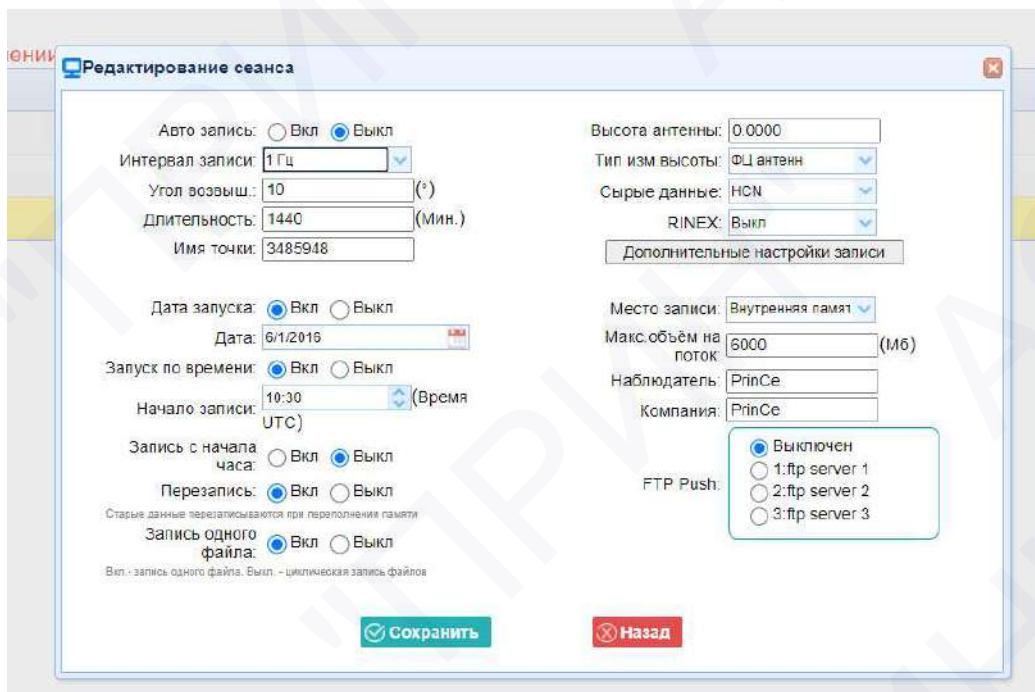 ении
Редактирование сеанса
Авто запись: Вкл Выкл
Интервал записи: 1 Гц
Угол возвыш.: 10 (°)
Длительность: 1440 (Мин.)
Имя точки: 3485948
Дата запуска: Вкл Выкл
Дата: 6/1/2016
Запуск по времени: Вкл Выкл
Начало записи: 10:30 (Время
UTC)
Запись с начала
часа: Вкл Выкл
Перезапись: Вкл Выкл
Старые данные перезаписываются при переполнении памяти
Запись одного
файла: Вкл Выкл
Вкл.- запись одного файла. Выкл. - циклическая запись файлов
Высота антенны: 0.0000
Тип изм высоты: ФЦ антенн
Сырые данные: HCN
RINEX: Выкл
Дополнительные настройки записи
Место записи: Внутренняя памят
Макс.объём на
поток: 6000 (Мб)
Наблюдатель: PrinCe
Компания: PrinCe
FTP Push:
Выключен
1:ftp server 1
2:ftp server 2
3:ftp server 3
Сохранить
Назад
"ПРИН